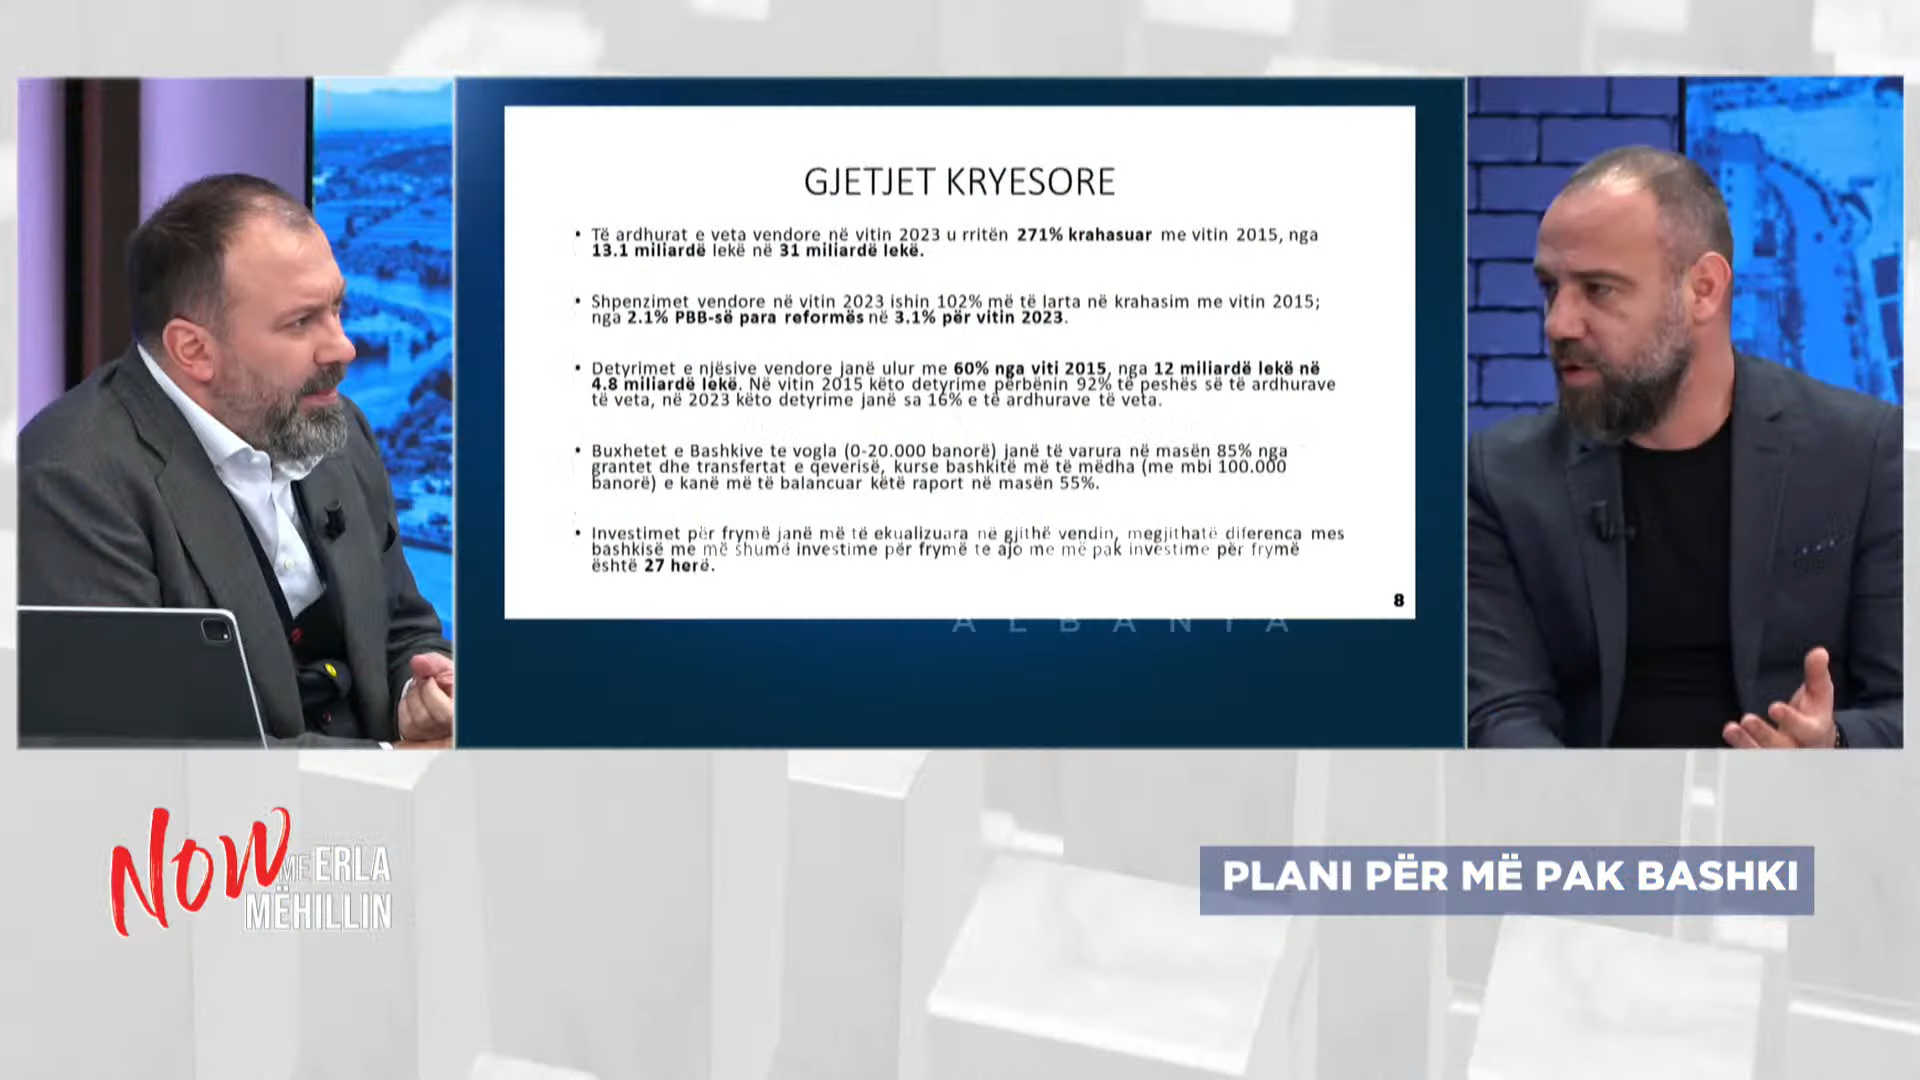 GJETJET KRYESORE
• Të ardhurat e veta vendore në vitin 2023 u rritën 271% krahasuar me vitin 2015, nga
13.1 miliardë lekë në 31 miliardë lekë.
• Shpenzimet vendore në vitin 2023 ishin 102% më të larta në krahasim me vitin 2015;
nga 2.1% PBB-së para reformës në 3.1% për vitin 2023.
• Detyrimet e njësive vendore janë ulur me 60% nga viti 2015, nga 12 miliardë lekë në
4.8 miliardë lekë. Në vitin 2015 këto detyrime përbënin 92% të peshës së të ardhurave
të veta, në 2023 këto detyrime janë sa 16% e të ardhurave të veta.
• Buxhetet e Bashkive te vogla (0-20.000 banorë) janë të varura në masën 85% nga
grantet dhe transfertat e qeverisë, kurse bashkitë më të mëdha (me mbi 100.000
banorë) e kanë më të balancuar këtë raport në masën 55%.
• Investimet për frymë janë më të ekualizuara në gjithë vendin, megjithatë diferenca mes
bashkisë me më shumë investime për frymë te ajo me më pak investime për frymë
është 27 herë.
8
ALBANIA
Now
ME ERLA
MËHILLIN
PLANI PËR MË PAK BASHKI